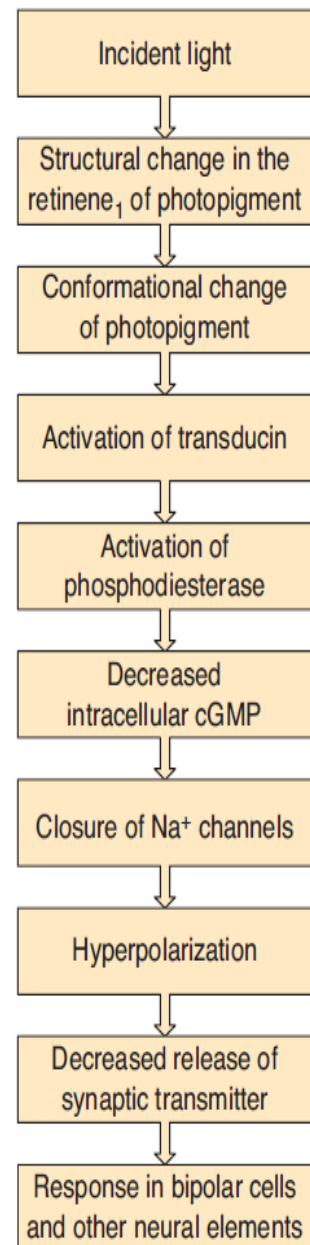 Incident light
Structural change in the
retinene₁ of photopigment
Conformational change
of photopigment
Activation of transducin
Activation of
phosphodiesterase
Decreased
intracellular cGMP
Closure of Na⁺ channels
Hyperpolarization
Decreased release of
synaptic transmitter
Response in bipolar cells
and other neural elements